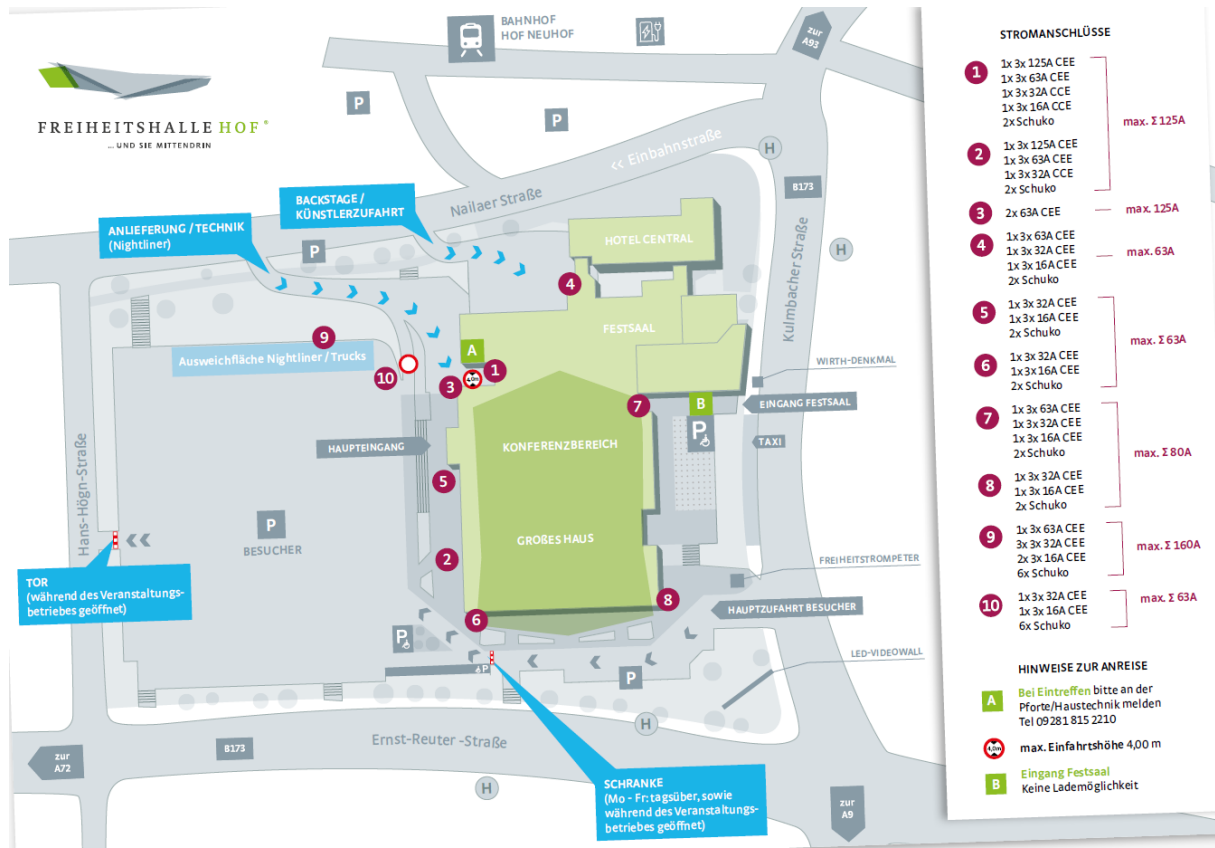 BAHNHOF
HOF NEUHOF
zur
A93
FREIHEITSHALLE HOF®
... UND SIE MITTENDRIN
P
P
<< Einbahnstraße
H
B173
Nailaer Straße
BACKSTAGE /
KÜNSTLERZUFAHRT
ANLIEFERUNG / TECHNIK
(Nightliner)
P
HOTEL CENTRAL
H
Kulmbacher Straße
4
FESTSAAL
9
Ausweichfläche Nightliner / Trucks
10
A
1
3
4,0m
WIRTH-DENKMAL
7
B
EINGANG FESTSAAL
P
TAXI
HAUPTEINGANG
KONFERENZBEREICH
5
Hans-Högn-Straße
P
BESUCHER
GROßES HAUS
2
TOR
(während des Veranstaltungs-
betriebes geöffnet)
FREIHEITSTROMPETER
8
HAUPTZUFAHRT BESUCHER
6
P
P
P
LED-VIDEOWALL
H
Ernst-Reuter -Straße
B173
zur
A72
H
SCHRANKE
(Mo - Fr: tagsüber, sowie
während des Veranstaltungs-
betriebes geöffnet)
zur
A9
STROMANSCHLÜSSE
1
1x 3x 125A CEE
1x 3x 63A CEE
1x 3x 32A CCE
1x 3x 16A CCE
2x Schuko
max. Σ 125A
2
1x 3x 125A CEE
1x 3x 63A CEE
1x 3x 32A CCE
2x Schuko
3
2x 63A CEE
max. 125A
4
1x 3x 63A CEE
1x 3x 32A CEE
1x 3x 16A CEE
2x Schuko
max. 63A
5
1x 3x 32A CEE
1x 3x 16A CEE
2x Schuko
max. Σ 63A
6
1x 3x 32A CEE
1x 3x 16A CEE
2x Schuko
7
1x 3x 63A CEE
1x 3x 32A CEE
1x 3x 16A CEE
2x Schuko
max. Σ 80A
8
1x 3x 32A CEE
1x 3x 16A CEE
2x Schuko
9
1x 3x 63A CEE
3x 3x 32A CEE
2x 3x 16A CEE
6x Schuko
max. Σ 160A
10
1x 3x 32A CEE
1x 3x 16A CEE
6x Schuko
max. Σ 63A
HINWEISE ZUR ANREISE
A
Bei Eintreffen bitte an der
Pforte/Haustechnik melden
Tel 09281 815 2210
4,0m
max. Einfahrtshöhe 4,00 m
B
Eingang Festsaal
Keine Lademöglichkeit